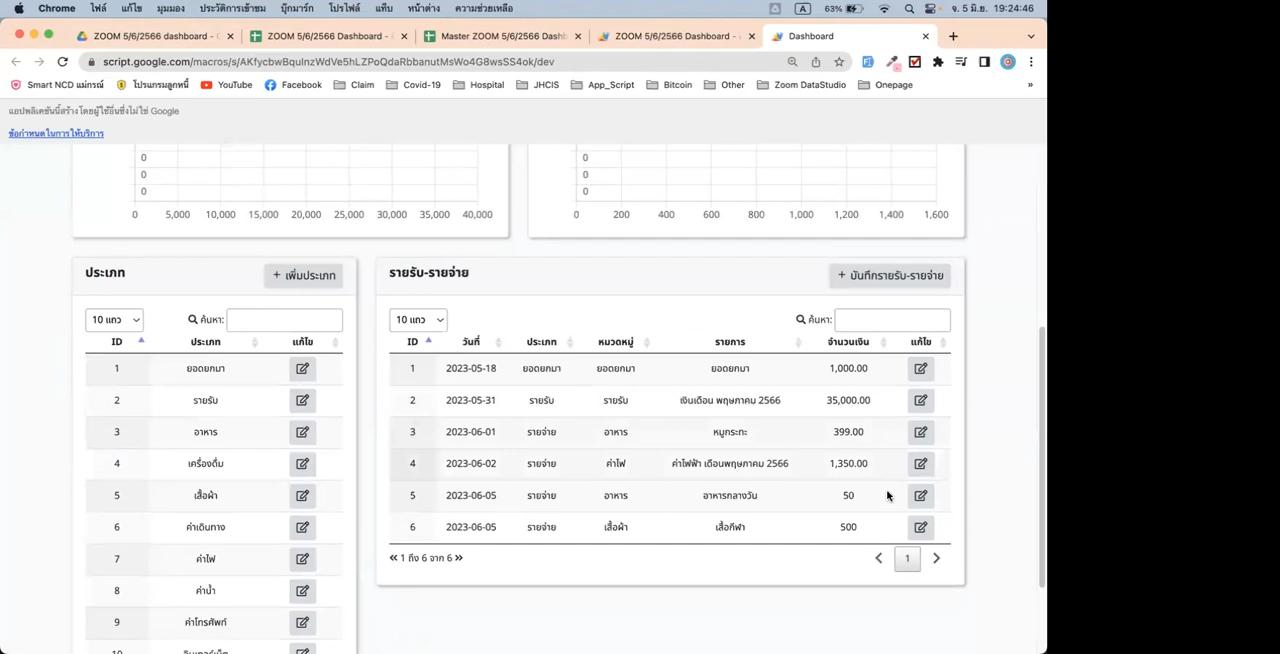 Chrome ไฟล์ แก้ไข มุมมอง ประวัติการเข้าชม บุ๊กมาร์ก โปรไฟล์ แท็บ หน้าต่าง ความช่วยเหลือ A 63% จ. 5 มิ.ย. 19:24:46
ZOOM 5/6/2566 Dashboard - ZOOM 5/6/2566 Dashboard - Master ZOOM 5/6/2566 Dashb ZOOM 5/6/2566 Dashboard - Dashboard
script.google.com/macros/s/AKfycbwBquInzWdVe5hLZPoQdaRbbanutMsWo4G8wsSS4ok/dev
Smart NCD แม่กรณ์ โปรแกรมลูกหนี้ YouTube Facebook Claim Covid-19 Hospital JHCIS App_Script Bitcoin Other Zoom DataStudio Onepage »
แอปพลิเคชันนี้สร้างโดยผู้ใช้อื่นซึ่งไม่ใช่ Google
ข้อกำหนดในการให้บริการ
0 0
0 0
0 0
0 5,000 10,000 15,000 20,000 25,000 30,000 35,000 40,000 0 200 400 600 800 1,000 1,200 1,400 1,600
ประเภท + เพิ่มประเภท
10 แถว ค้นหา:
ID ประเภท แก้ไข
1 ยอดยกมา
2 รายรับ
3 อาหาร
4 เครื่องดื่ม
5 เสื้อผ้า
6 ค่าเดินทาง
7 ค่าไฟ
8 ค่าน้ำ
9 ค่าโทรศัพท์
รายรับ-รายจ่าย + บันทึกรายรับ-รายจ่าย
10 แถว ค้นหา:
ID วันที่ ประเภท หมวดหมู่ รายการ จำนวนเงิน แก้ไข
1 2023-05-18 ยอดยกมา ยอดยกมา ยอดยกมา 1,000.00
2 2023-05-31 รายรับ รายรับ เงินเดือน พฤษภาคม 2566 35,000.00
3 2023-06-01 รายจ่าย อาหาร หมูกระทะ 399.00
4 2023-06-02 รายจ่าย ค่าไฟ ค่าไฟฟ้า เดือนพฤษภาคม 2566 1,350.00
5 2023-06-05 รายจ่าย อาหาร อาหารกลางวัน 50
6 2023-06-05 รายจ่าย เสื้อผ้า เสื้อกีฬา 500
« 1 ถึง 6 จาก 6 » 1